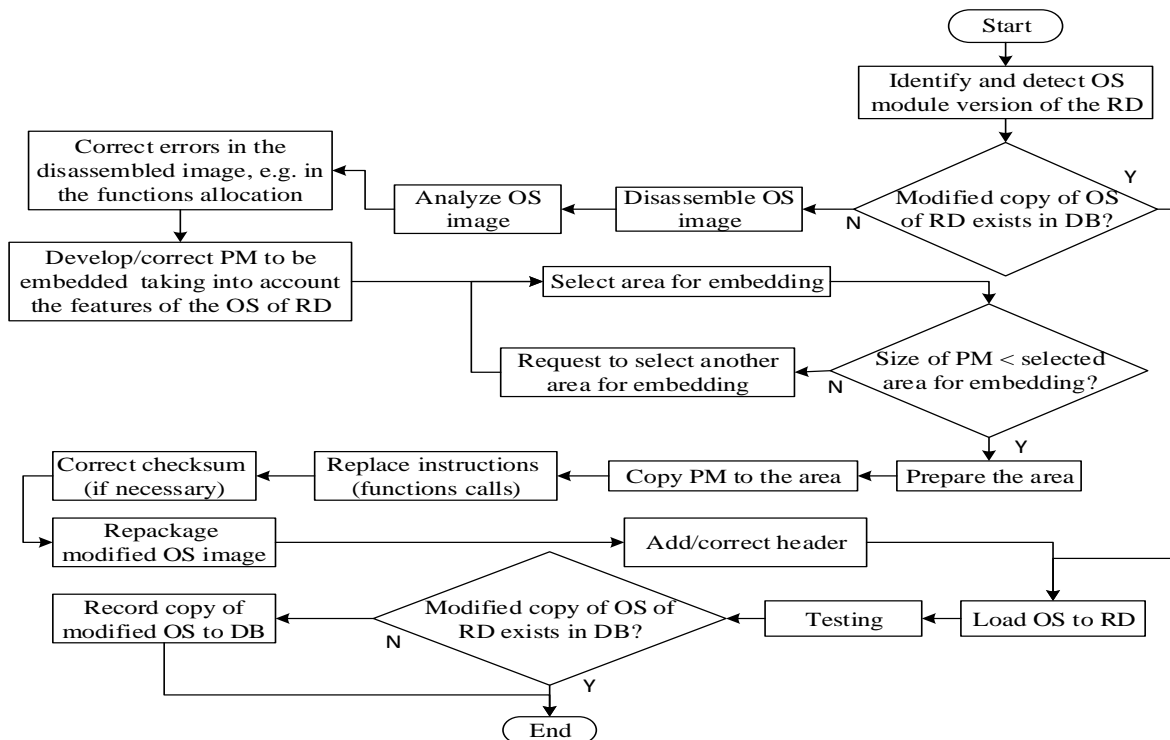 Start
Identify and detect OS
module version of the RD
Modified copy of OS
of RD exists in DB?
Y
N
Disassemble OS
image
Analyze OS
image
Correct errors in the
disassembled image, e.g. in
the functions allocation
Develop/correct PM to be
embedded taking into account
the features of the OS of RD
Select area for embedding
Size of PM < selected
area for embedding?
N
Request to select another
area for embedding
Y
Prepare the area
Copy PM to the area
Replace instructions
(functions calls)
Correct checksum
(if necessary)
Repackage
modified OS image
Add/correct header
Load OS to RD
Testing
Modified copy of OS of
RD exists in DB?
N
Record copy of
modified OS to DB
Y
End